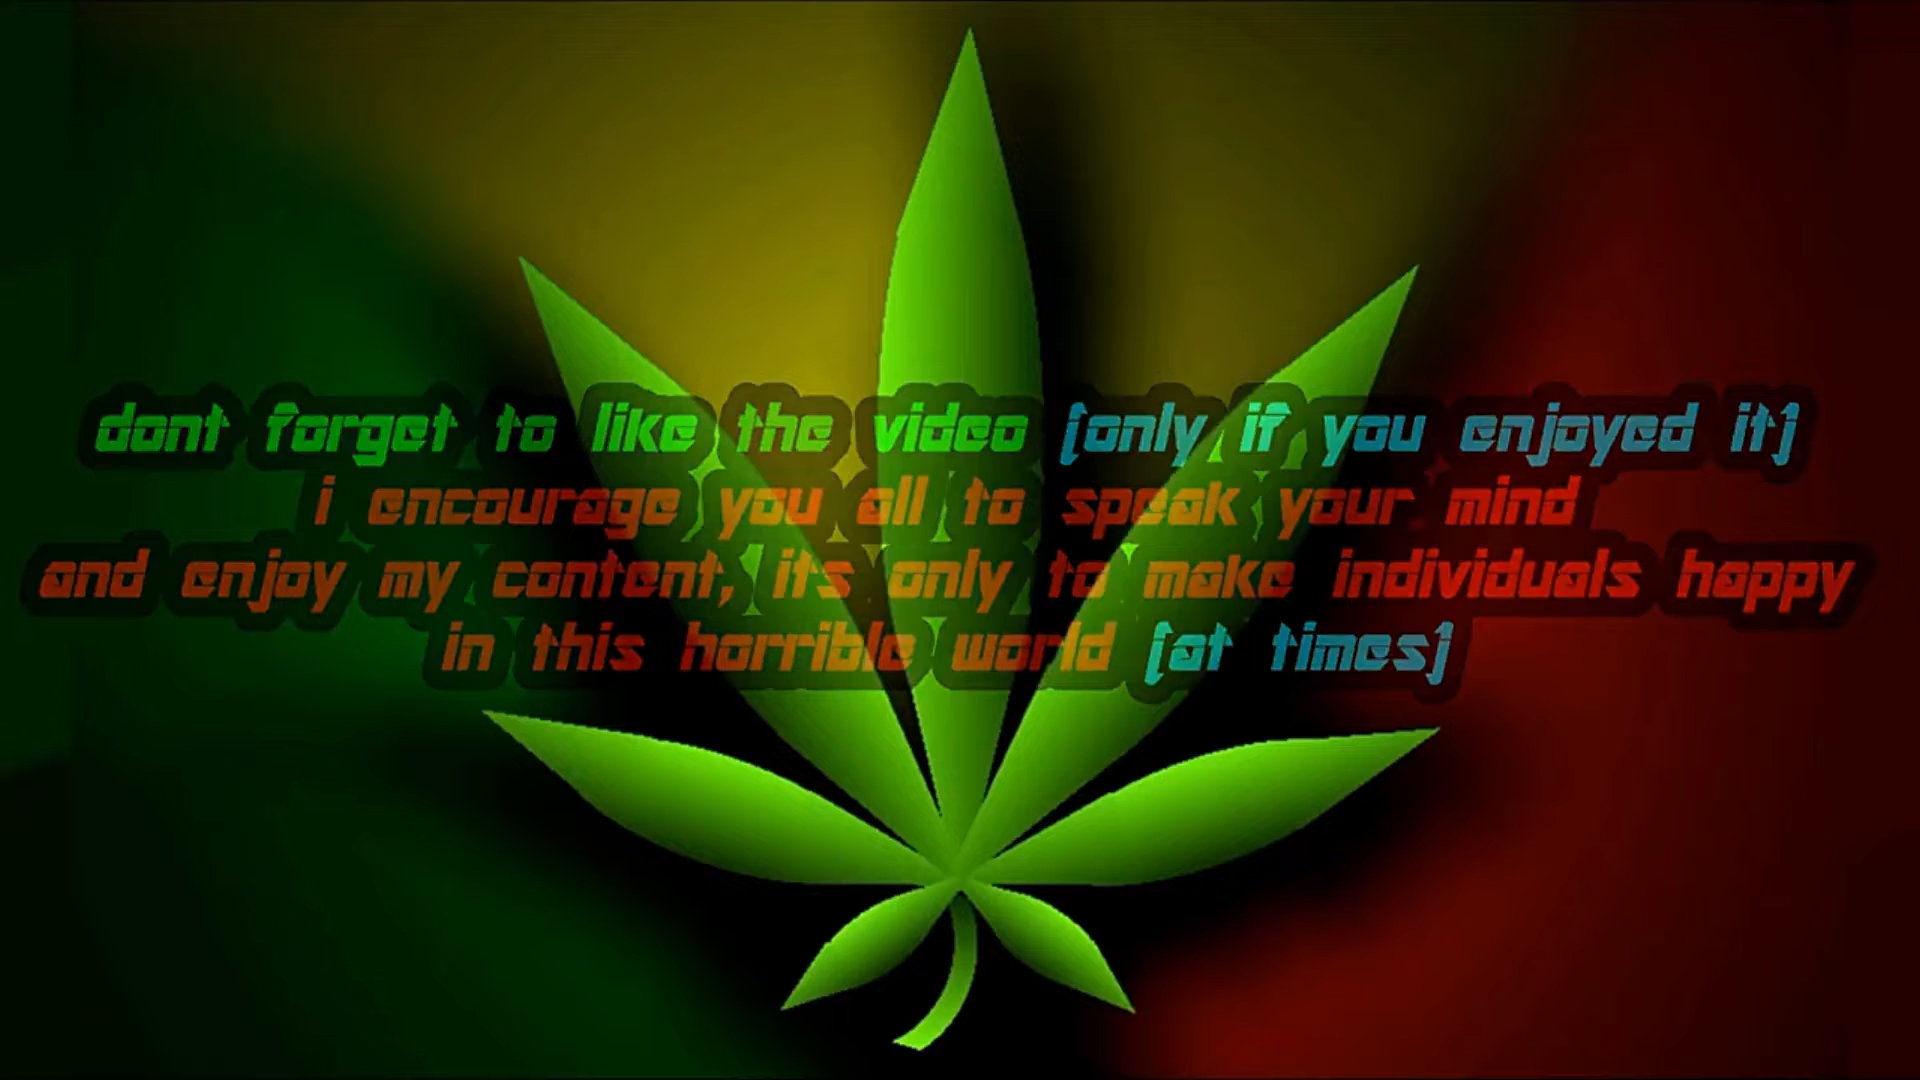 dont forget to like the video (only if you enjoyed it)
i encourage you all to speak your mind
and enjoy my content, its only to make individuals happy
in this horrible world (at times)